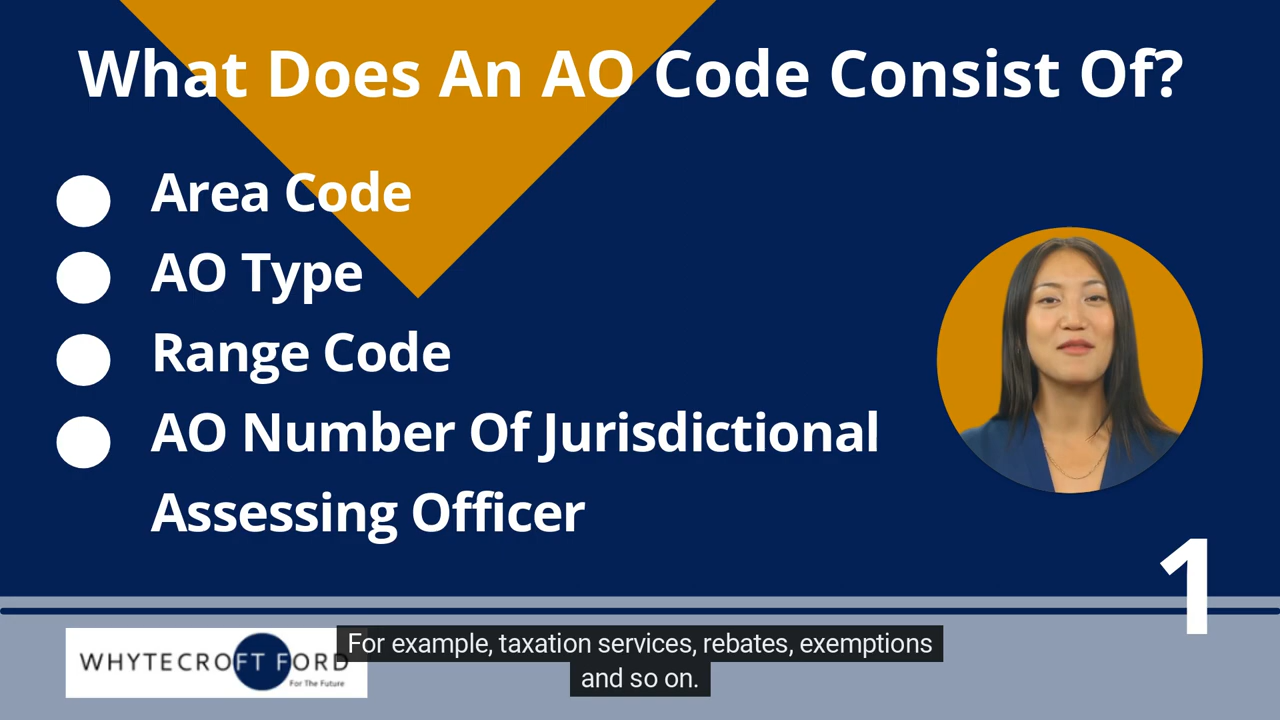 What Does An AO Code Consist Of?
Area Code
AO Type
Range Code
AO Number Of Jurisdictional
Assessing Officer
1
WHYTECROFT FORD
For The Future
For example, taxation services, rebates, exemptions
and so on.